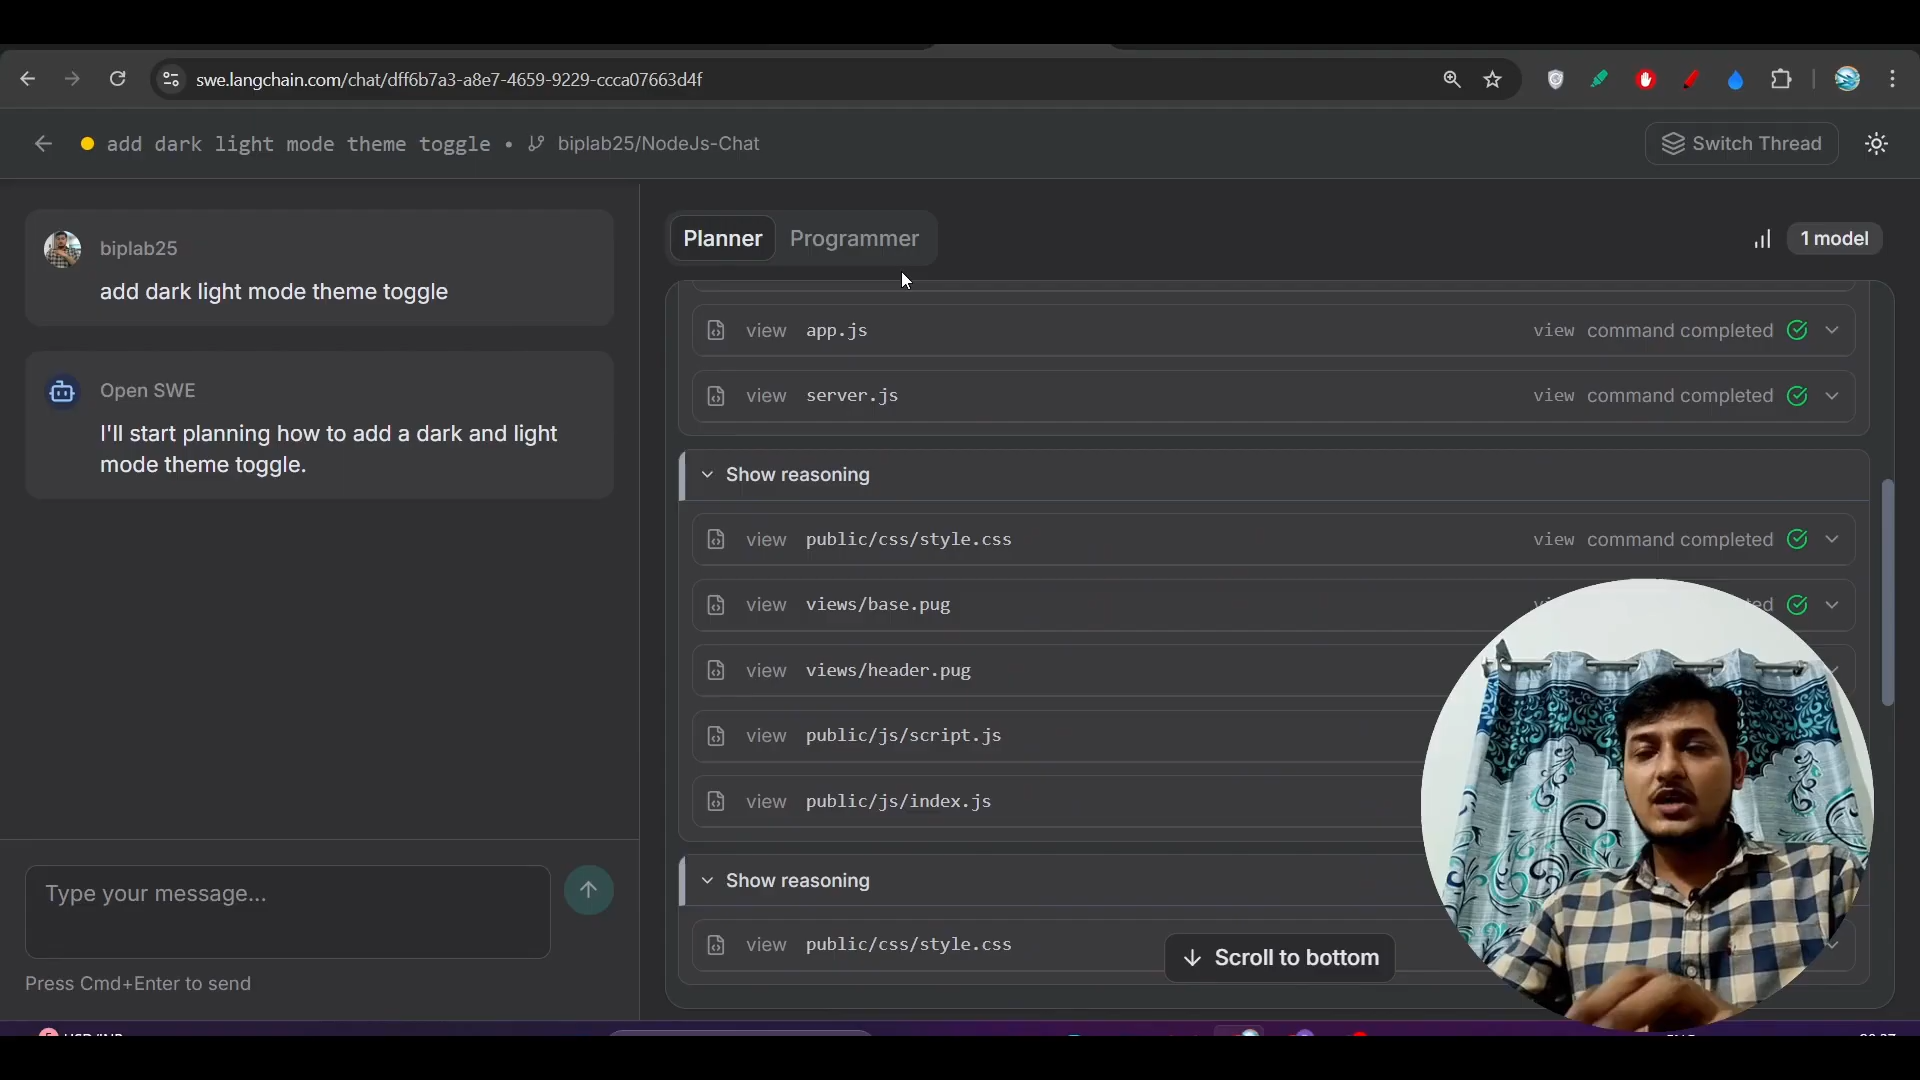 swe.langchain.com/chat/dff6b7a3-a8e7-4659-9229-ccca07663d4f
add dark light mode theme toggle • biplab25/NodeJs-Chat
Switch Thread
biplab25
add dark light mode theme toggle
Open SWE
I'll start planning how to add a dark and light
mode theme toggle.
Type your message...
Press Cmd+Enter to send
Planner
Programmer
1 model
view app.js view command completed
view server.js view command completed
Show reasoning
view public/css/style.css view command completed
view views/base.pug
view views/header.pug
view public/js/script.js
view public/js/index.js
Show reasoning
view public/css/style.css
Scroll to bottom